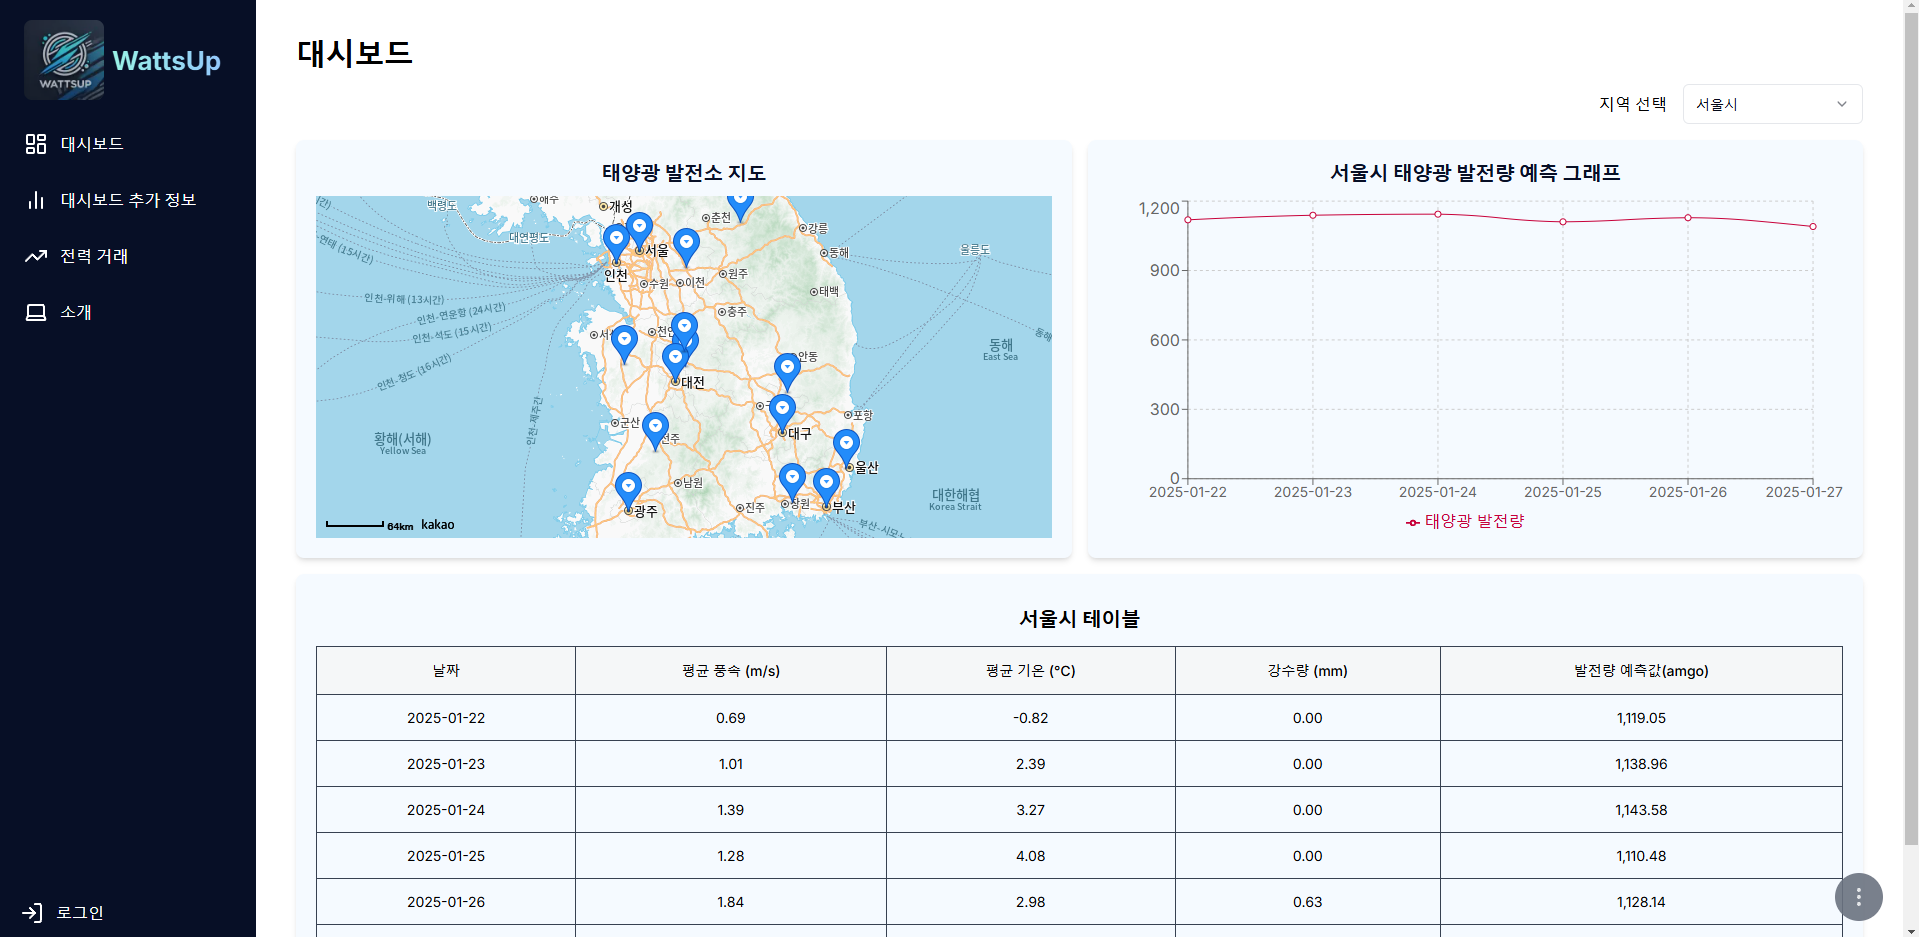 WATTSUP
WattsUp
대시보드
대시보드 추가 정보
전력 거래
소개
로그인
대시보드
지역 선택
서울시
태양광 발전소 지도
백령도
해주
개성
춘천
강릉
대연평도
서울
동해
울릉도
인천
수원
이천
원주
태백
인천-위해 (13시간)
인천-연운항 (24시간)
인천-석도 (15시간)
인천-청도 (16시간)
충주
천안
안동
동해
East Sea
대전
포항
군산
전주
대구
인천-제주간
황해(서해)
Yellow Sea
울산
남원
대한해협
Korea Strait
광주
진주
창원
부산
64km
kakao
서울시 태양광 발전량 예측 그래프
1,200
900
600
300
0
2025-01-22
2025-01-23
2025-01-24
2025-01-25
2025-01-26
2025-01-27
태양광 발전량
서울시 테이블
날짜 평균 풍속 (m/s) 평균 기온 (°C) 강수량 (mm) 발전량 예측값(amgo)
2025-01-22 0.69 -0.82 0.00 1,119.05
2025-01-23 1.01 2.39 0.00 1,138.96
2025-01-24 1.39 3.27 0.00 1,143.58
2025-01-25 1.28 4.08 0.00 1,110.48
2025-01-26 1.84 2.98 0.63 1,128.14